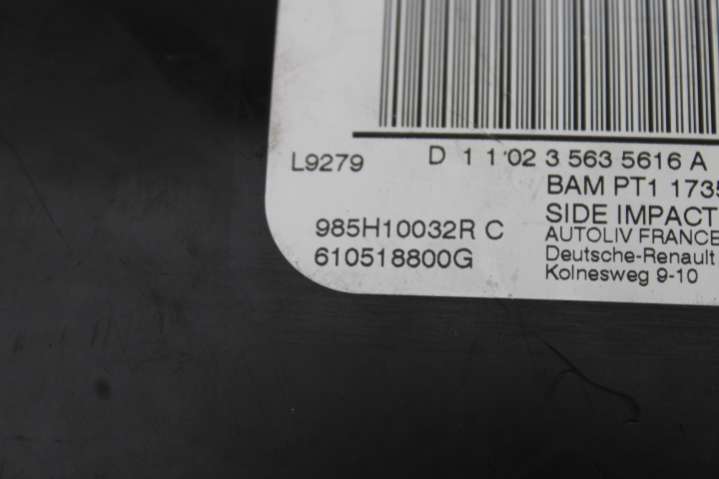 D 1 1 02 3 563 5616 A
L9279
BAM PT1 1735
SIDE IMPACT
985H10032R C
AUTOLIV FRANCE
610518800G
Deutsche-Renault
Kolnesweg 9-10